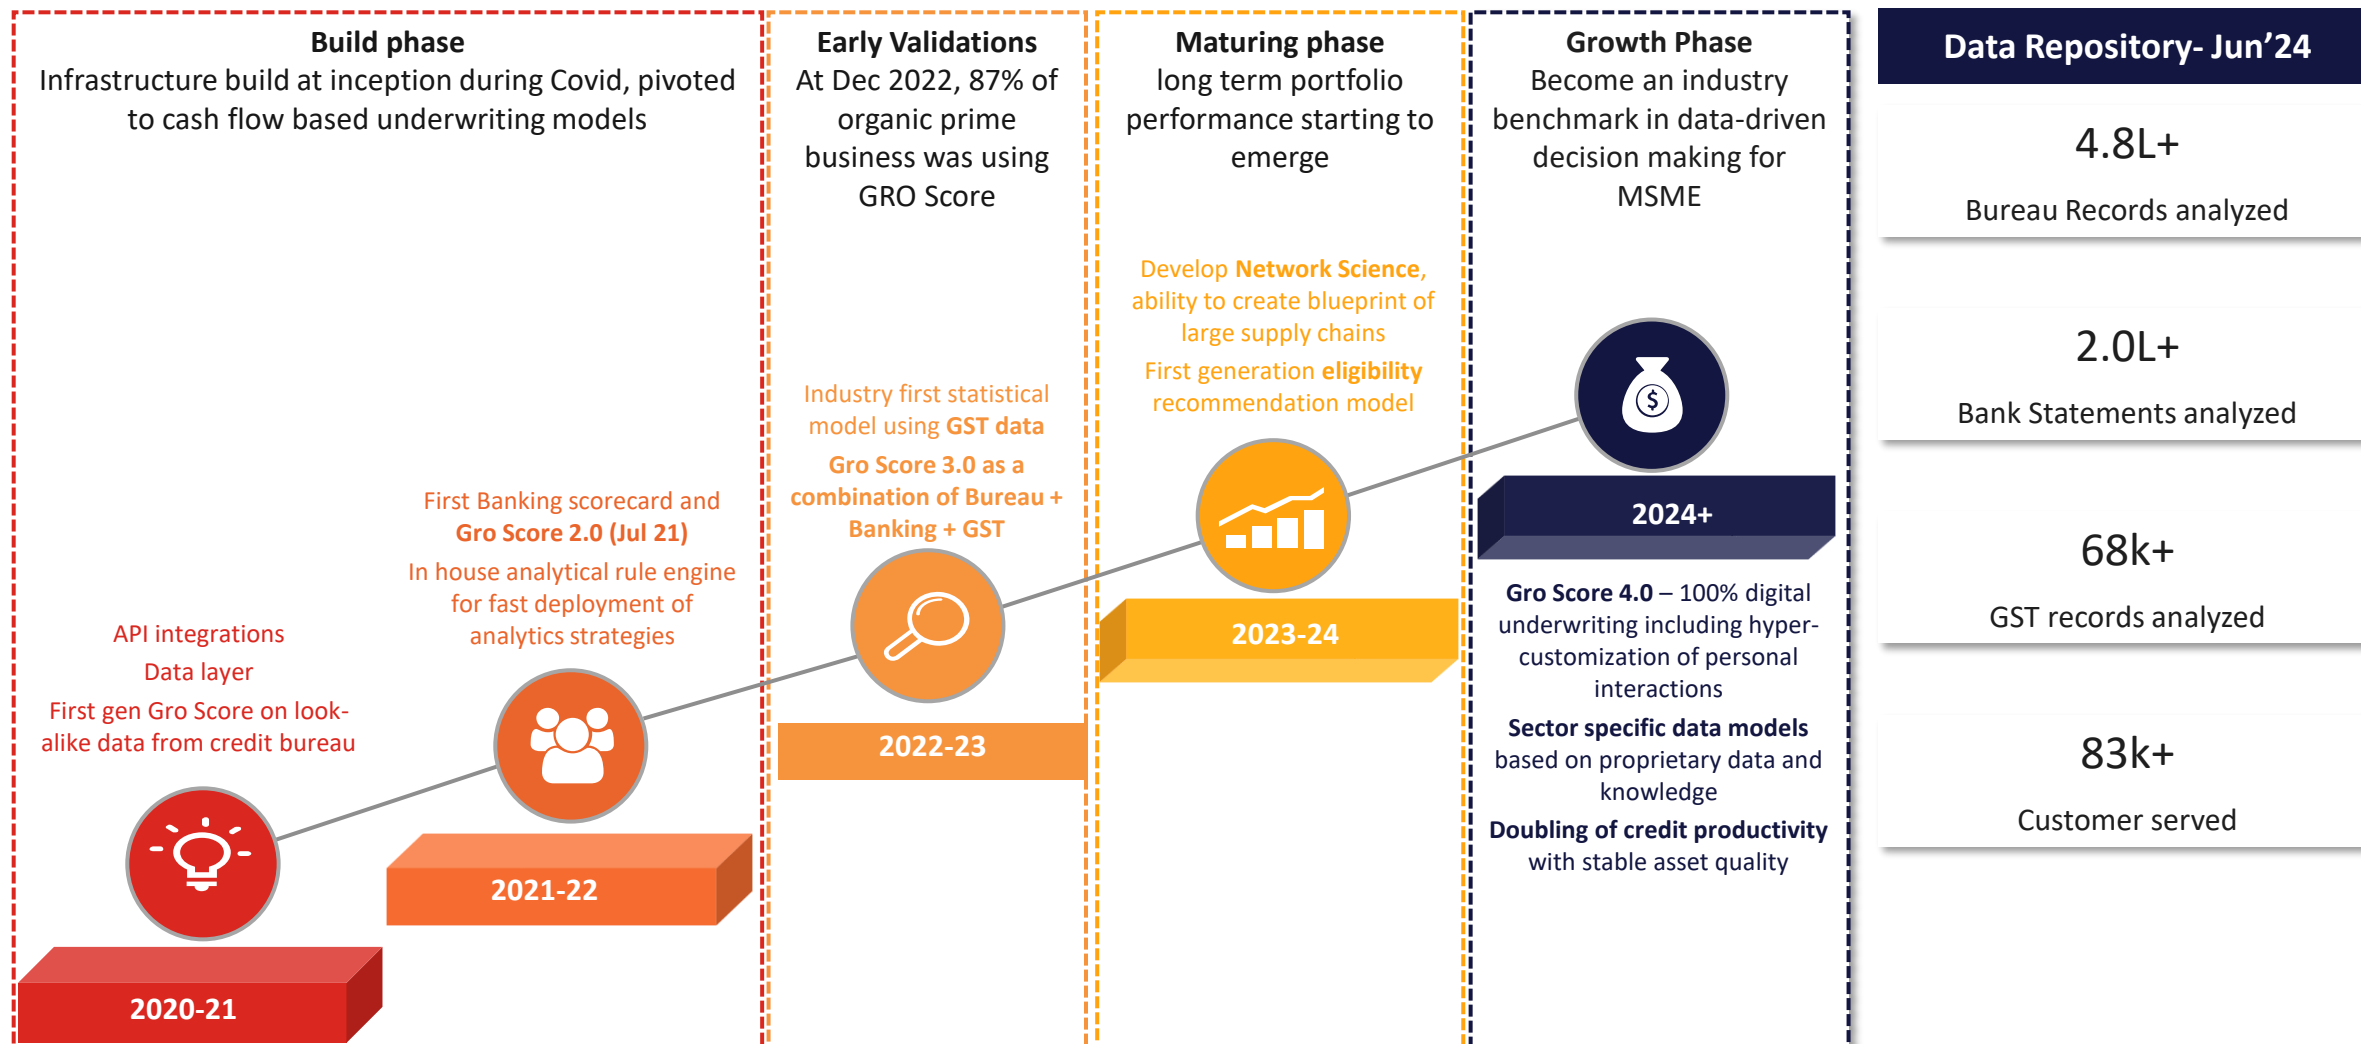 Build phase
Infrastructure build at inception during Covid, pivoted
to cash flow based underwriting models
API integrations
Data layer
First gen Gro Score on look-
alike data from credit bureau
2020-21
First Banking scorecard and
Gro Score 2.0 (Jul 21)
In house analytical rule engine
for fast deployment of
analytics strategies
2021-22
Early Validations
At Dec 2022, 87% of
organic prime
business was using
GRO Score
Industry first statistical
model using GST data
Gro Score 3.0 as a
combination of Bureau +
Banking + GST
2022-23
Maturing phase
long term portfolio
performance starting to
emerge
Develop Network Science,
ability to create blueprint of
large supply chains
First generation eligibility
recommendation model
2023-24
Growth Phase
Become an industry
benchmark in data-driven
decision making for
MSME
$
2024+
Gro Score 4.0 – 100% digital
underwriting including hyper-
customization of personal
interactions
Sector specific data models
based on proprietary data and
knowledge
Doubling of credit productivity
with stable asset quality
Data Repository- Jun’24
4.8L+
Bureau Records analyzed
2.0L+
Bank Statements analyzed
68k+
GST records analyzed
83k+
Customer served